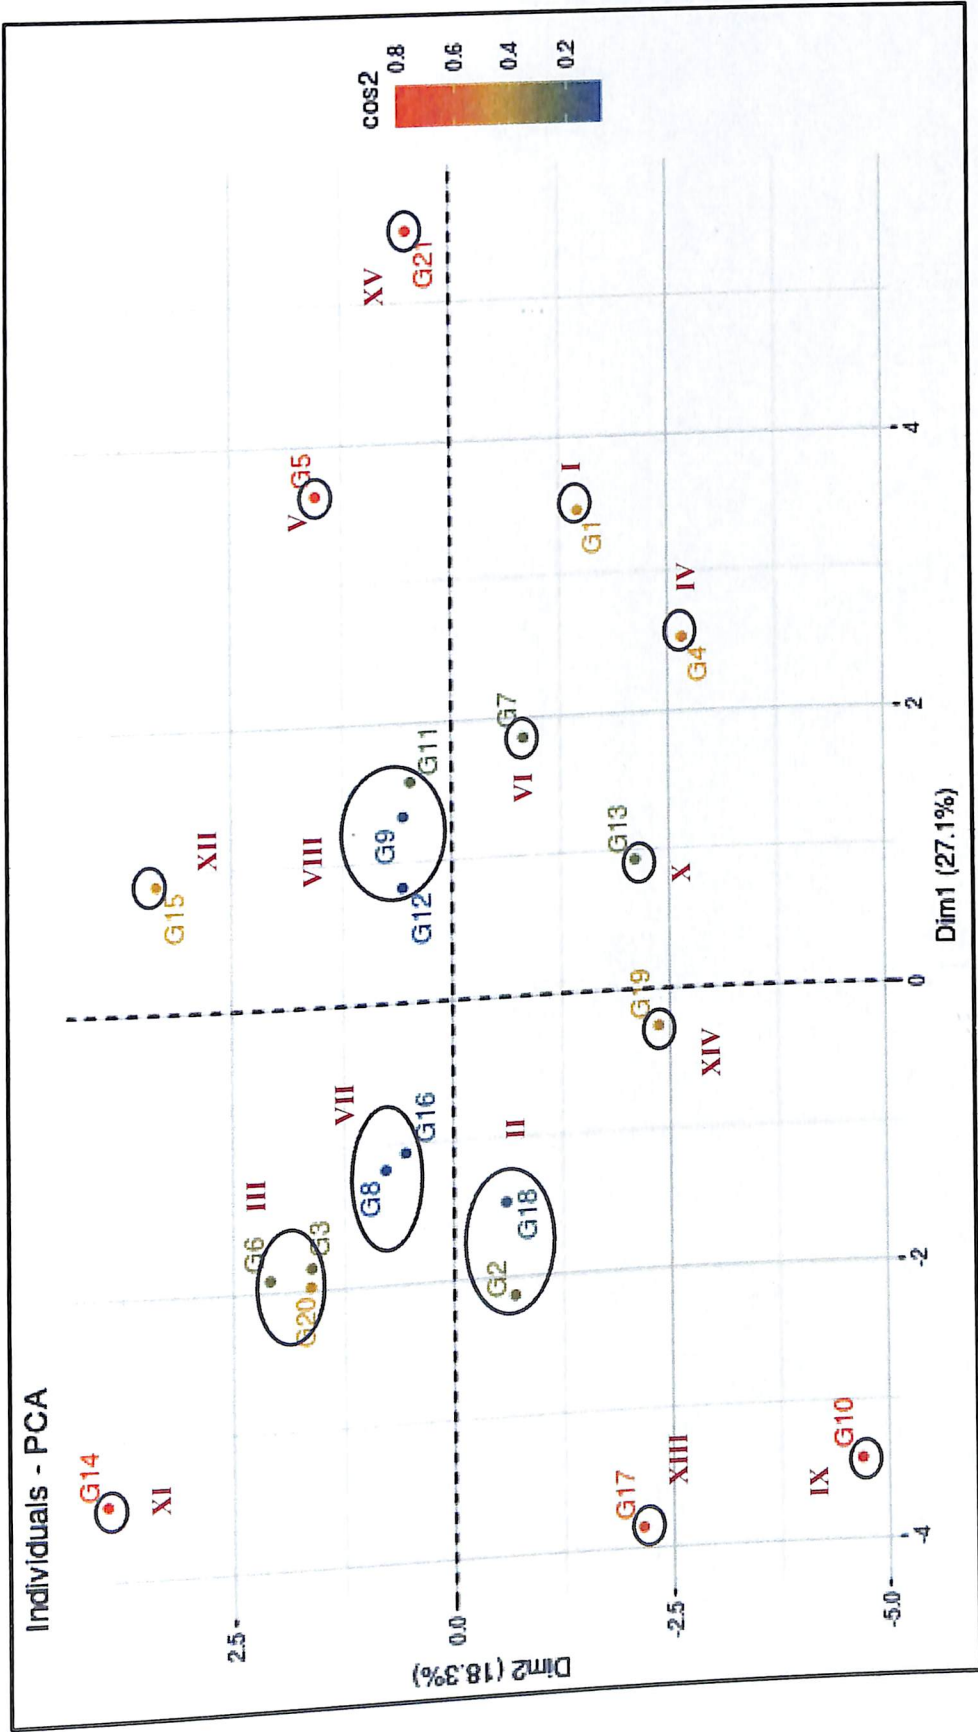 Individuals - PCA
G14
XI
G15
XII
G6
III
G20
G3
V
G5
VIII
VII
G8
G16
G12
G9
G11
XV
G21
G2
G18
II
VI
G7
I
G1
G19
XIV
G13
X
IV
G4
G17
XIII
IX
G10
cos2
0.8
0.6
0.4
0.2
2.5
0.0
-2.5
-5.0
Dim2 (18.3%)
-4
-2
0
2
4
Dim1 (27.1%)